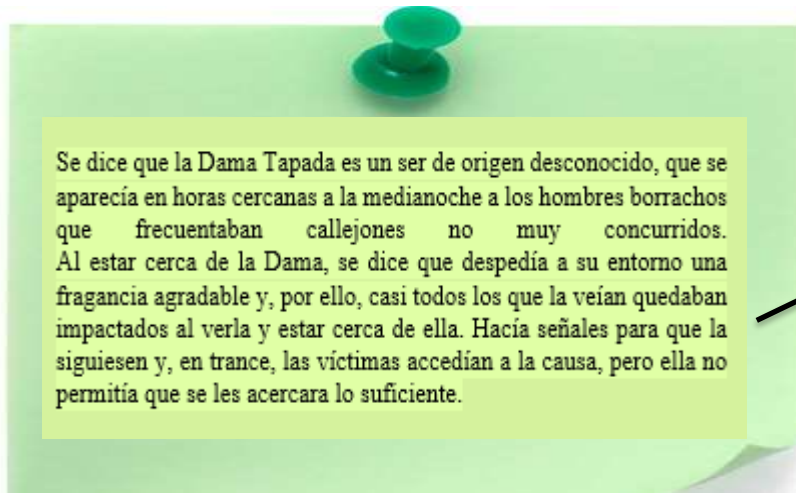 Se dice que la Dama Tapada es un ser de origen desconocido, que se
aparecía en horas cercanas a la medianoche a los hombres borrachos
que frecuentaban callejones no muy concurridos.
Al estar cerca de la Dama, se dice que despedía a su entorno una
fragancia agradable y, por ello, casi todos los que la veían quedaban
impactados al verla y estar cerca de ella. Hacía señales para que la
siguiesen y, en trance, las víctimas accedían a la causa, pero ella no
permitía que se les acercara lo suficiente.